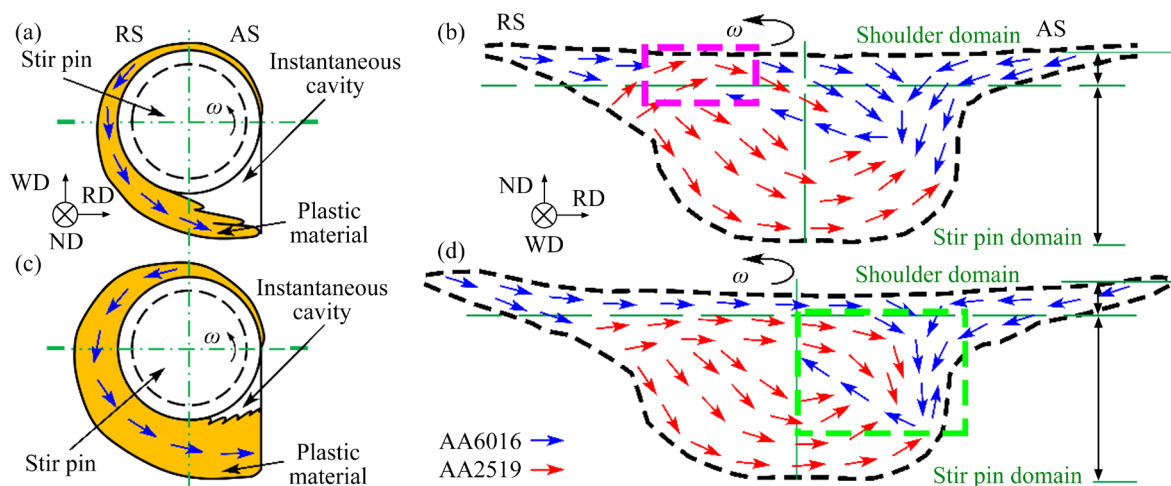 (a)
RS
AS
Stir pin
Instantaneous
cavity
ω
WD
RD
ND
Plastic
material
(b)
RS
ω
Shoulder domain
AS
ND
RD
WD
Stir pin domain
(c)
Instantaneous
cavity
ω
Stir pin
Plastic
material
(d)
ω
Shoulder domain
AA6016
AA2519
Stir pin domain